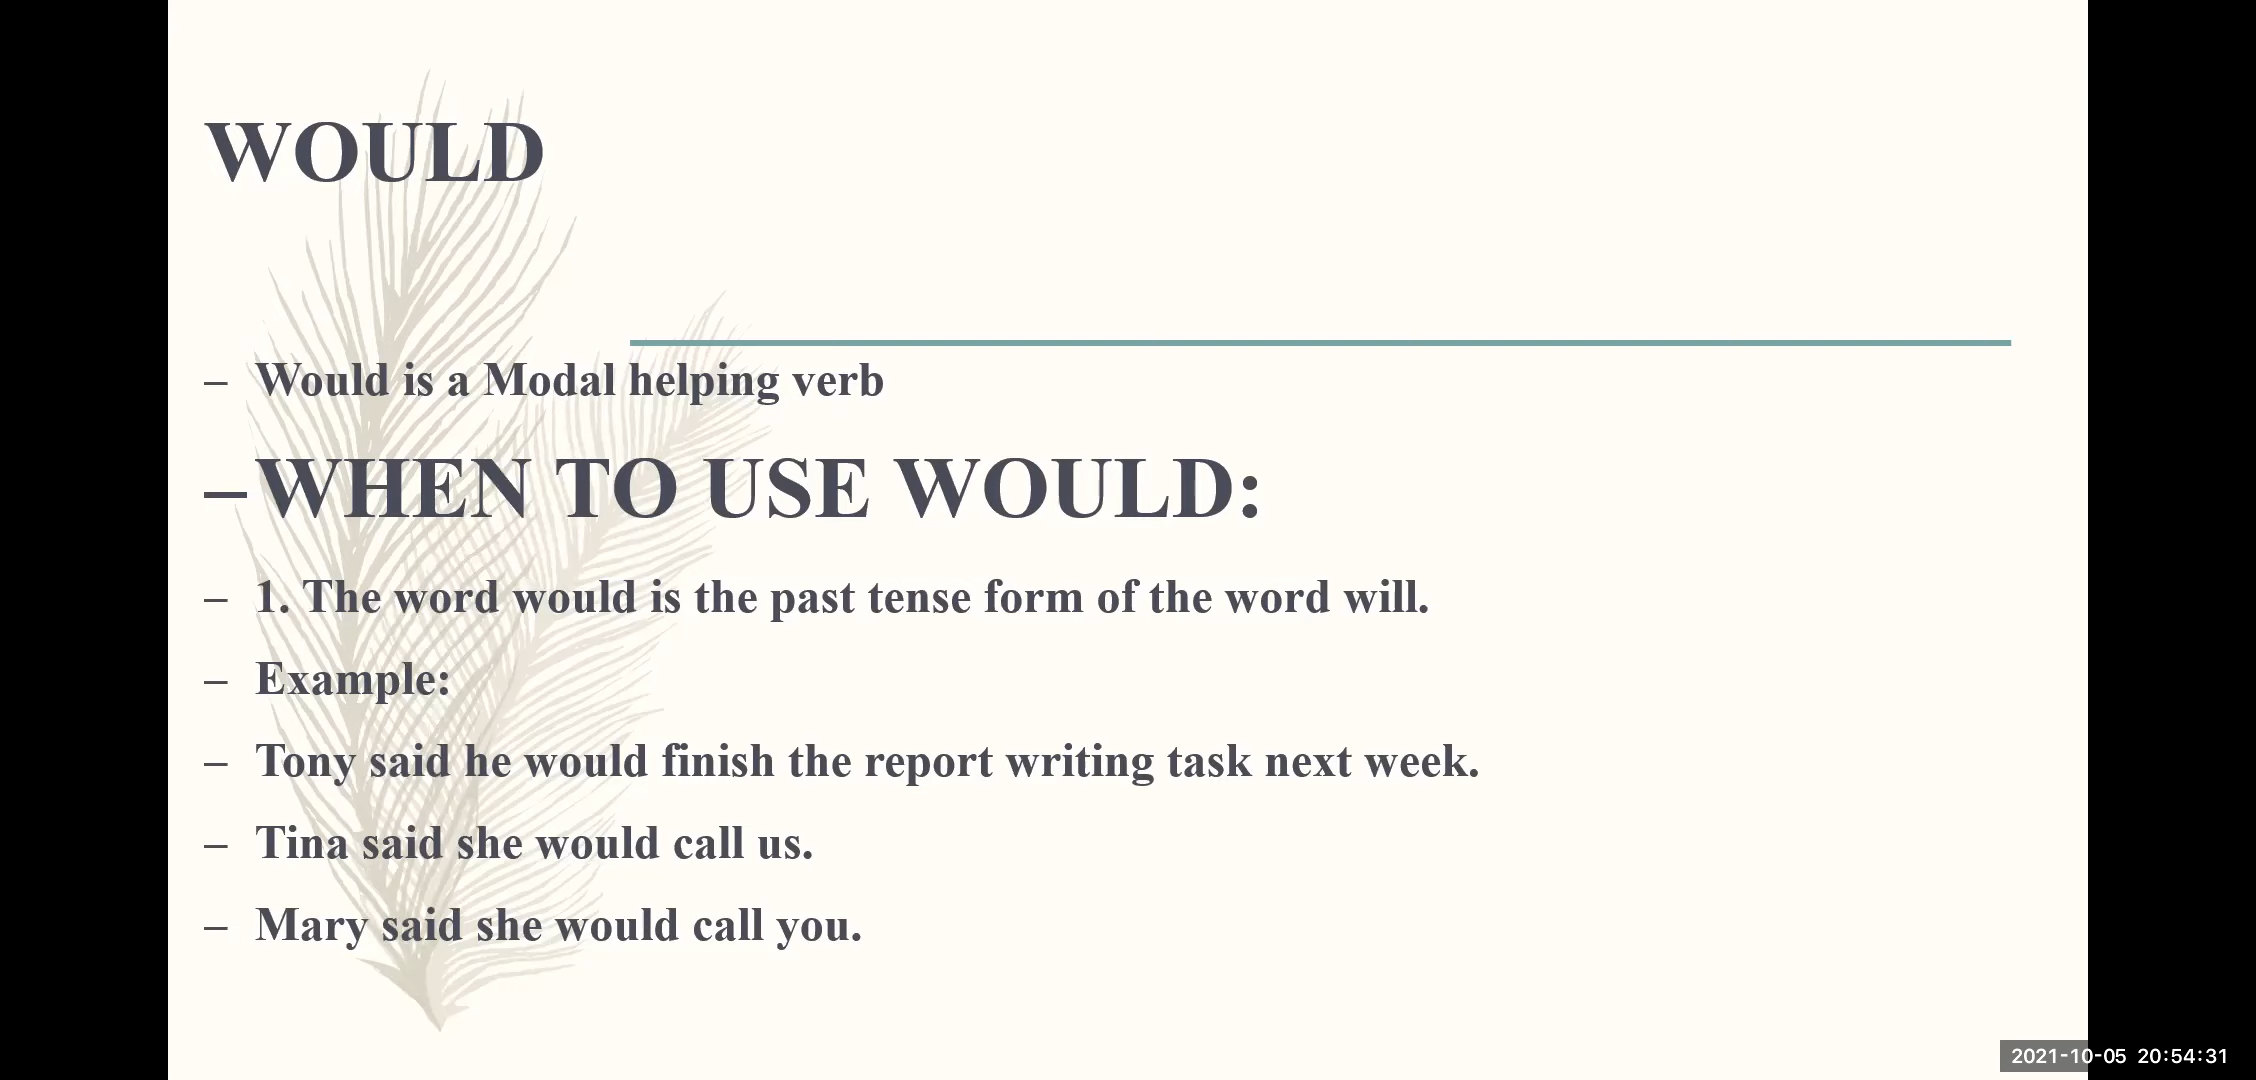 WOULD
– Would is a Modal helping verb
– WHEN TO USE WOULD:
– 1. The word would is the past tense form of the word will.
– Example:
– Tony said he would finish the report writing task next week.
– Tina said she would call us.
– Mary said she would call you.
2021-10-05 20:54:31